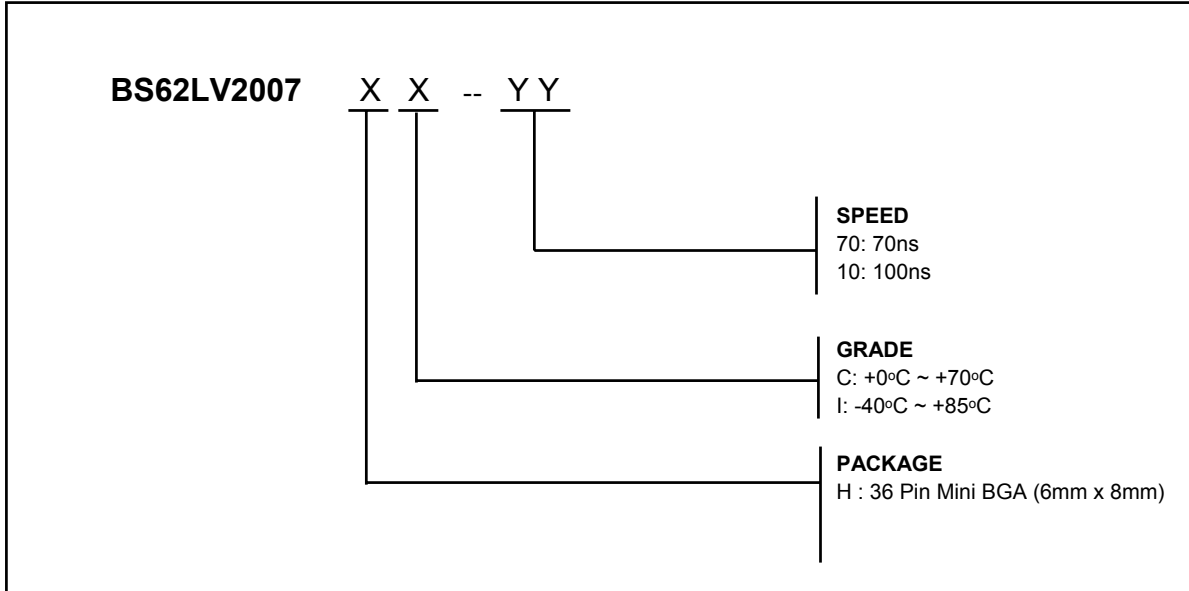 BS62LV2007 X X -- Y Y
SPEED
70: 70ns
10: 100ns
GRADE
C: +0oC ~ +70oC
I: -40oC ~ +85oC
PACKAGE
H : 36 Pin Mini BGA (6mm x 8mm)